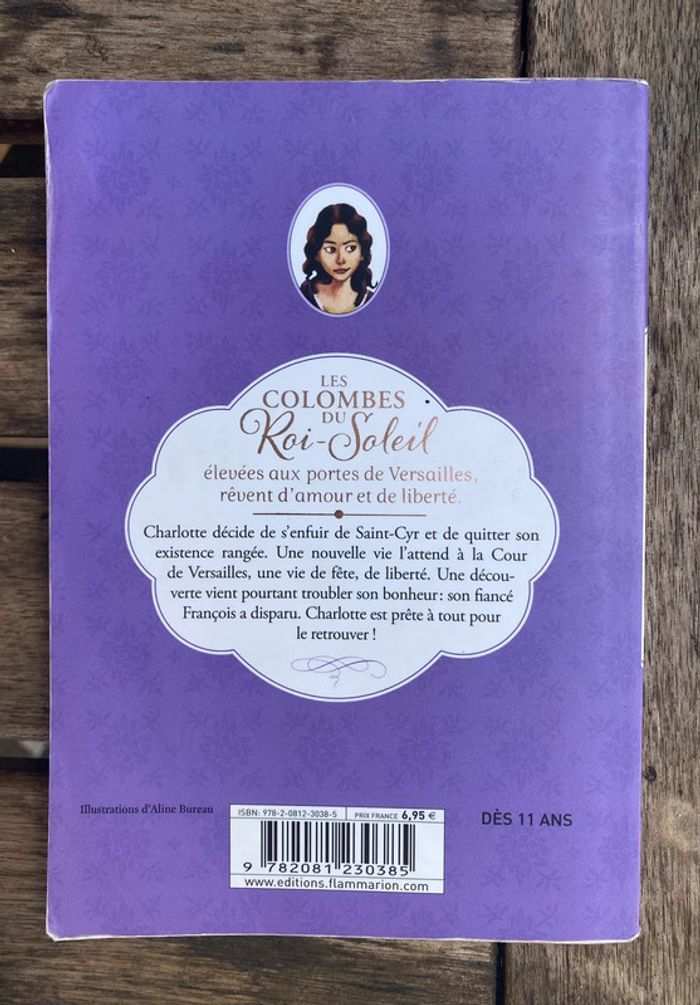 LES
COLOMBES
DU
Roi-Soleil
élevées aux portes de Versailles,
rêvent d'amour et de liberté.
Charlotte décide de s'enfuir de Saint-Cyr et de quitter son
existence rangée. Une nouvelle vie l'attend à la Cour
de Versailles, une vie de fête, de liberté. Une décou-
verte vient pourtant troubler son bonheur : son fiancé
François a disparu. Charlotte est prête à tout pour
le retrouver !
Illustrations d'Aline Bureau
ISBN: 978-2-0812-3038-5
PRIX FRANCE 6,95 €
9 782081 230385
www.editions.flammarion.com
DÈS 11 ANS